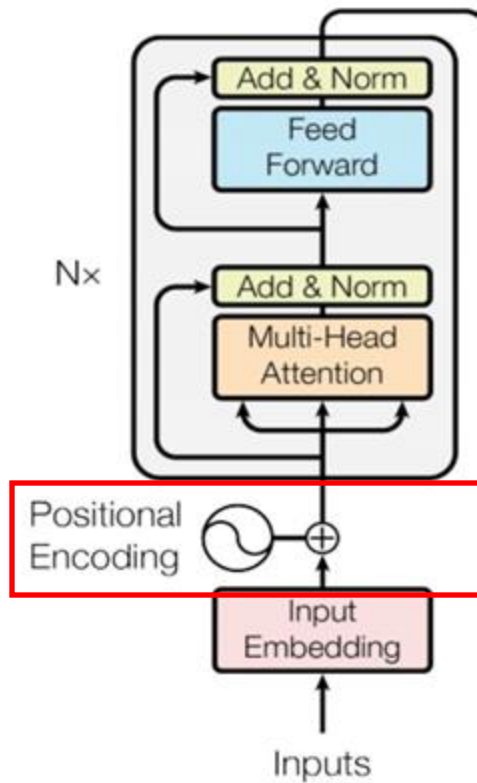 Add & Norm
Feed
Forward
Nx
Add & Norm
Multi-Head
Attention
Positional
Encoding
Input
Embedding
Inputs